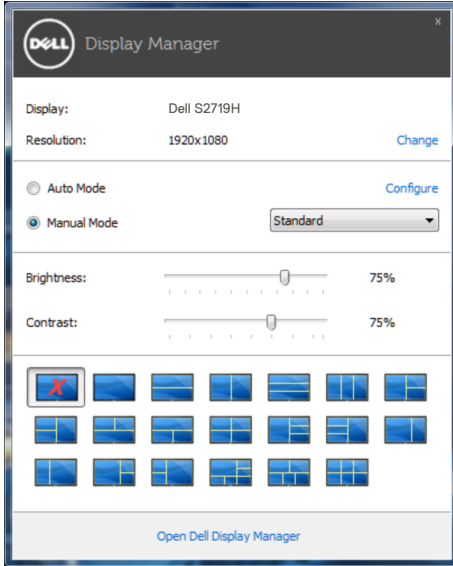 x
DELL Display Manager
Display: Dell S2719H
Resolution: 1920x1080 Change
Auto Mode Configure
Manual Mode Standard
Brightness: 75%
Contrast: 75%
Open Dell Display Manager